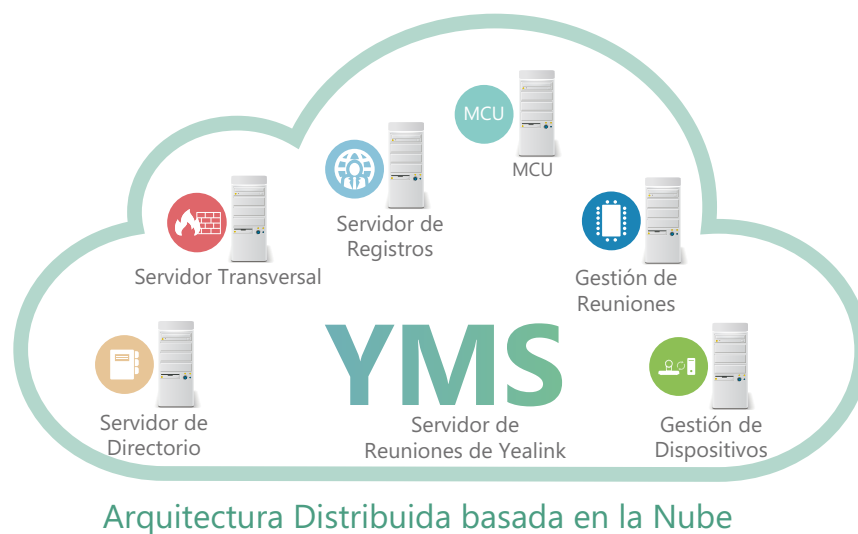 MCU
MCU
Servidor de
Registros
Servidor Transversal
Gestión de
Reuniones
YMS
Servidor de
Directorio
Servidor de
Reuniones de Yealink
Gestión de
Dispositivos
Arquitectura Distribuida basada en la Nube